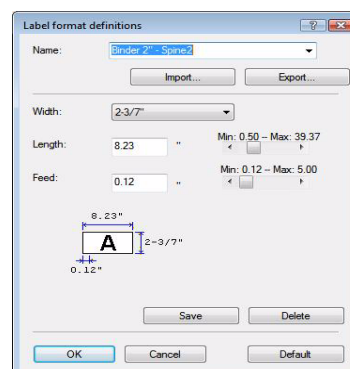 Label format definitions
Name: Binder 2" - Spine2
Import... Export...
Width: 2-3/7"
Length: 8.23 " Min: 0.50 -- Max: 39.37
Feed: 0.12 " Min: 0.12 -- Max: 5.00
8.23"
A 2-3/7"
0.12"
Save Delete
OK Cancel Default